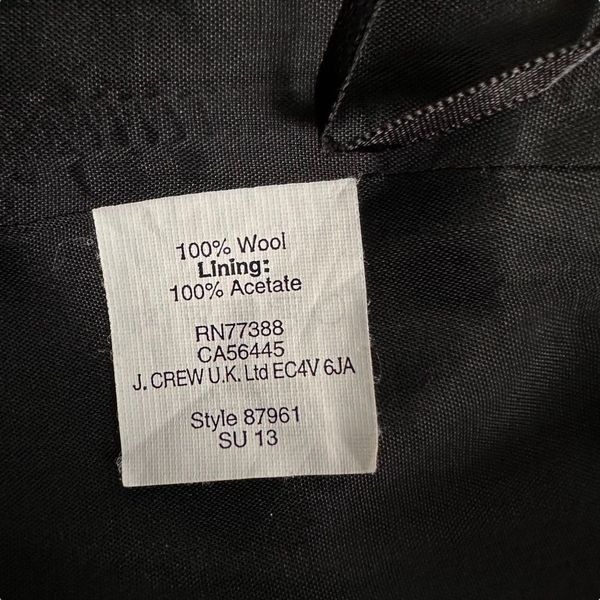 100% Wool
Lining:
100% Acetate
RN77388
CA56445
J. CREW U.K. Ltd EC4V 6JA
Style 87961
SU 13